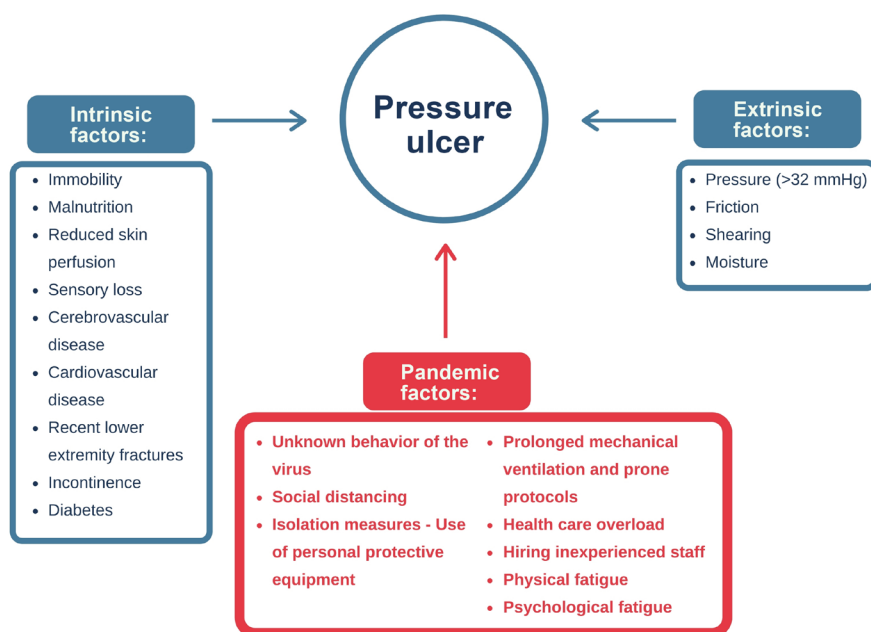 Pressure
ulcer
Intrinsic
factors:
• Immobility
• Malnutrition
• Reduced skin
perfusion
• Sensory loss
• Cerebrovascular
disease
• Cardiovascular
disease
• Recent lower
extremity fractures
• Incontinence
• Diabetes
Extrinsic
factors:
• Pressure (>32 mmHg)
• Friction
• Shearing
• Moisture
Pandemic
factors:
• Unknown behavior of the
virus
• Social distancing
• Isolation measures - Use
of personal protective
equipment
• Prolonged mechanical
ventilation and prone
protocols
• Health care overload
• Hiring inexperienced staff
• Physical fatigue
• Psychological fatigue